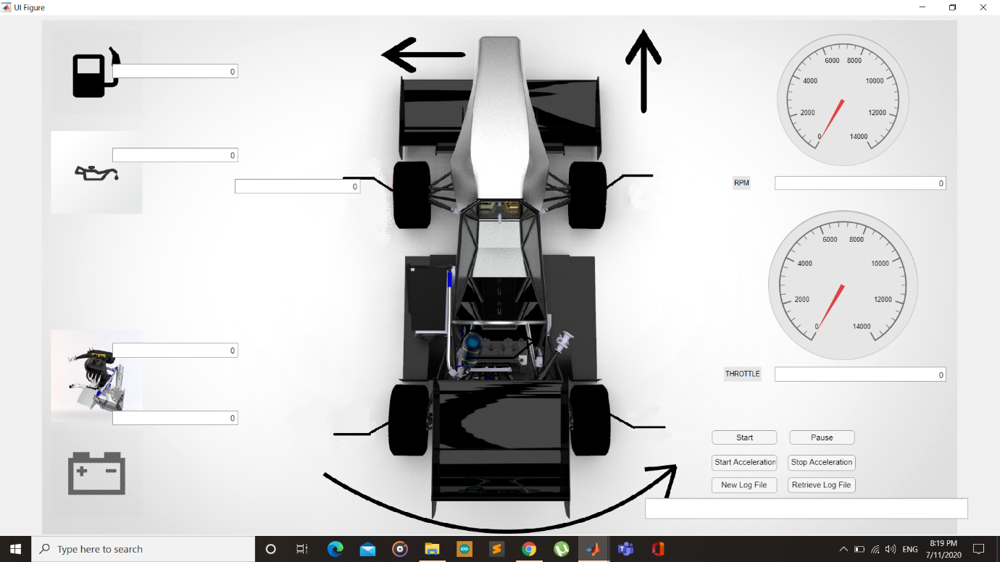 UI Figure
0
0
0
0
0
6000 8000
4000 10000
2000 12000
0 14000
RPM 0
6000 8000
4000 10000
2000 12000
0 14000
THROTTLE 0
Start Pause
Start Acceleration Stop Acceleration
New Log File Retrieve Log File
Type here to search
ENG
8:19 PM
7/11/2020